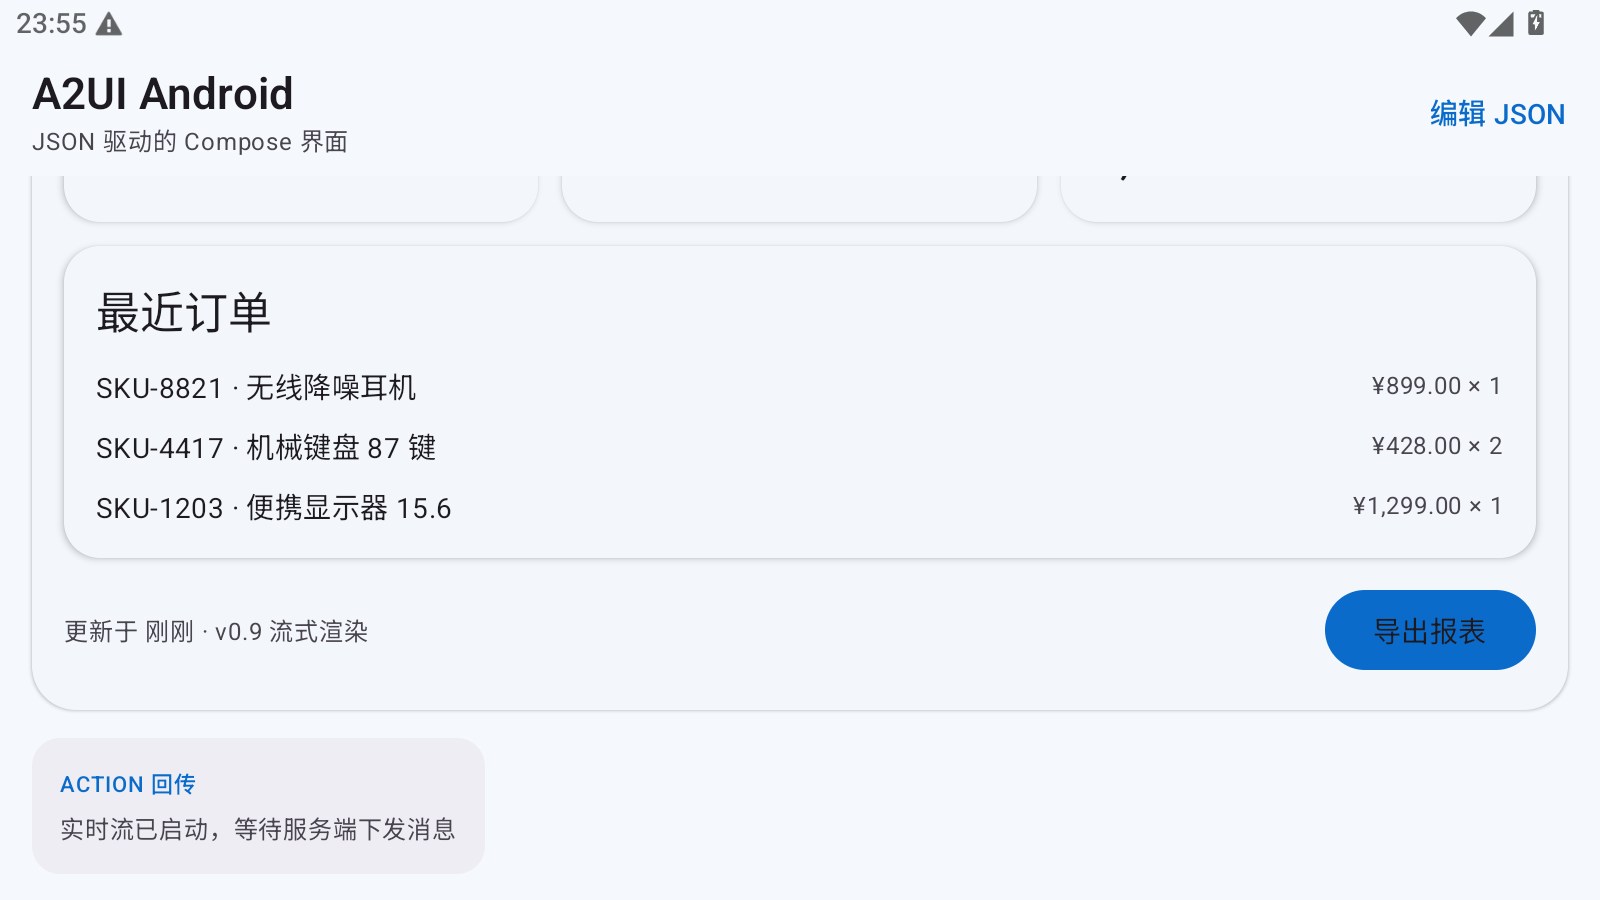 23:55
A2UI Android
JSON 驱动的 Compose 界面
编辑 JSON
最近订单
SKU-8821 · 无线降噪耳机
¥899.00 × 1
SKU-4417 · 机械键盘 87 键
¥428.00 × 2
SKU-1203 · 便携显示器 15.6
¥1,299.00 × 1
更新于 刚刚 · v0.9 流式渲染
导出报表
ACTION 回传
实时流已启动，等待服务端下发消息